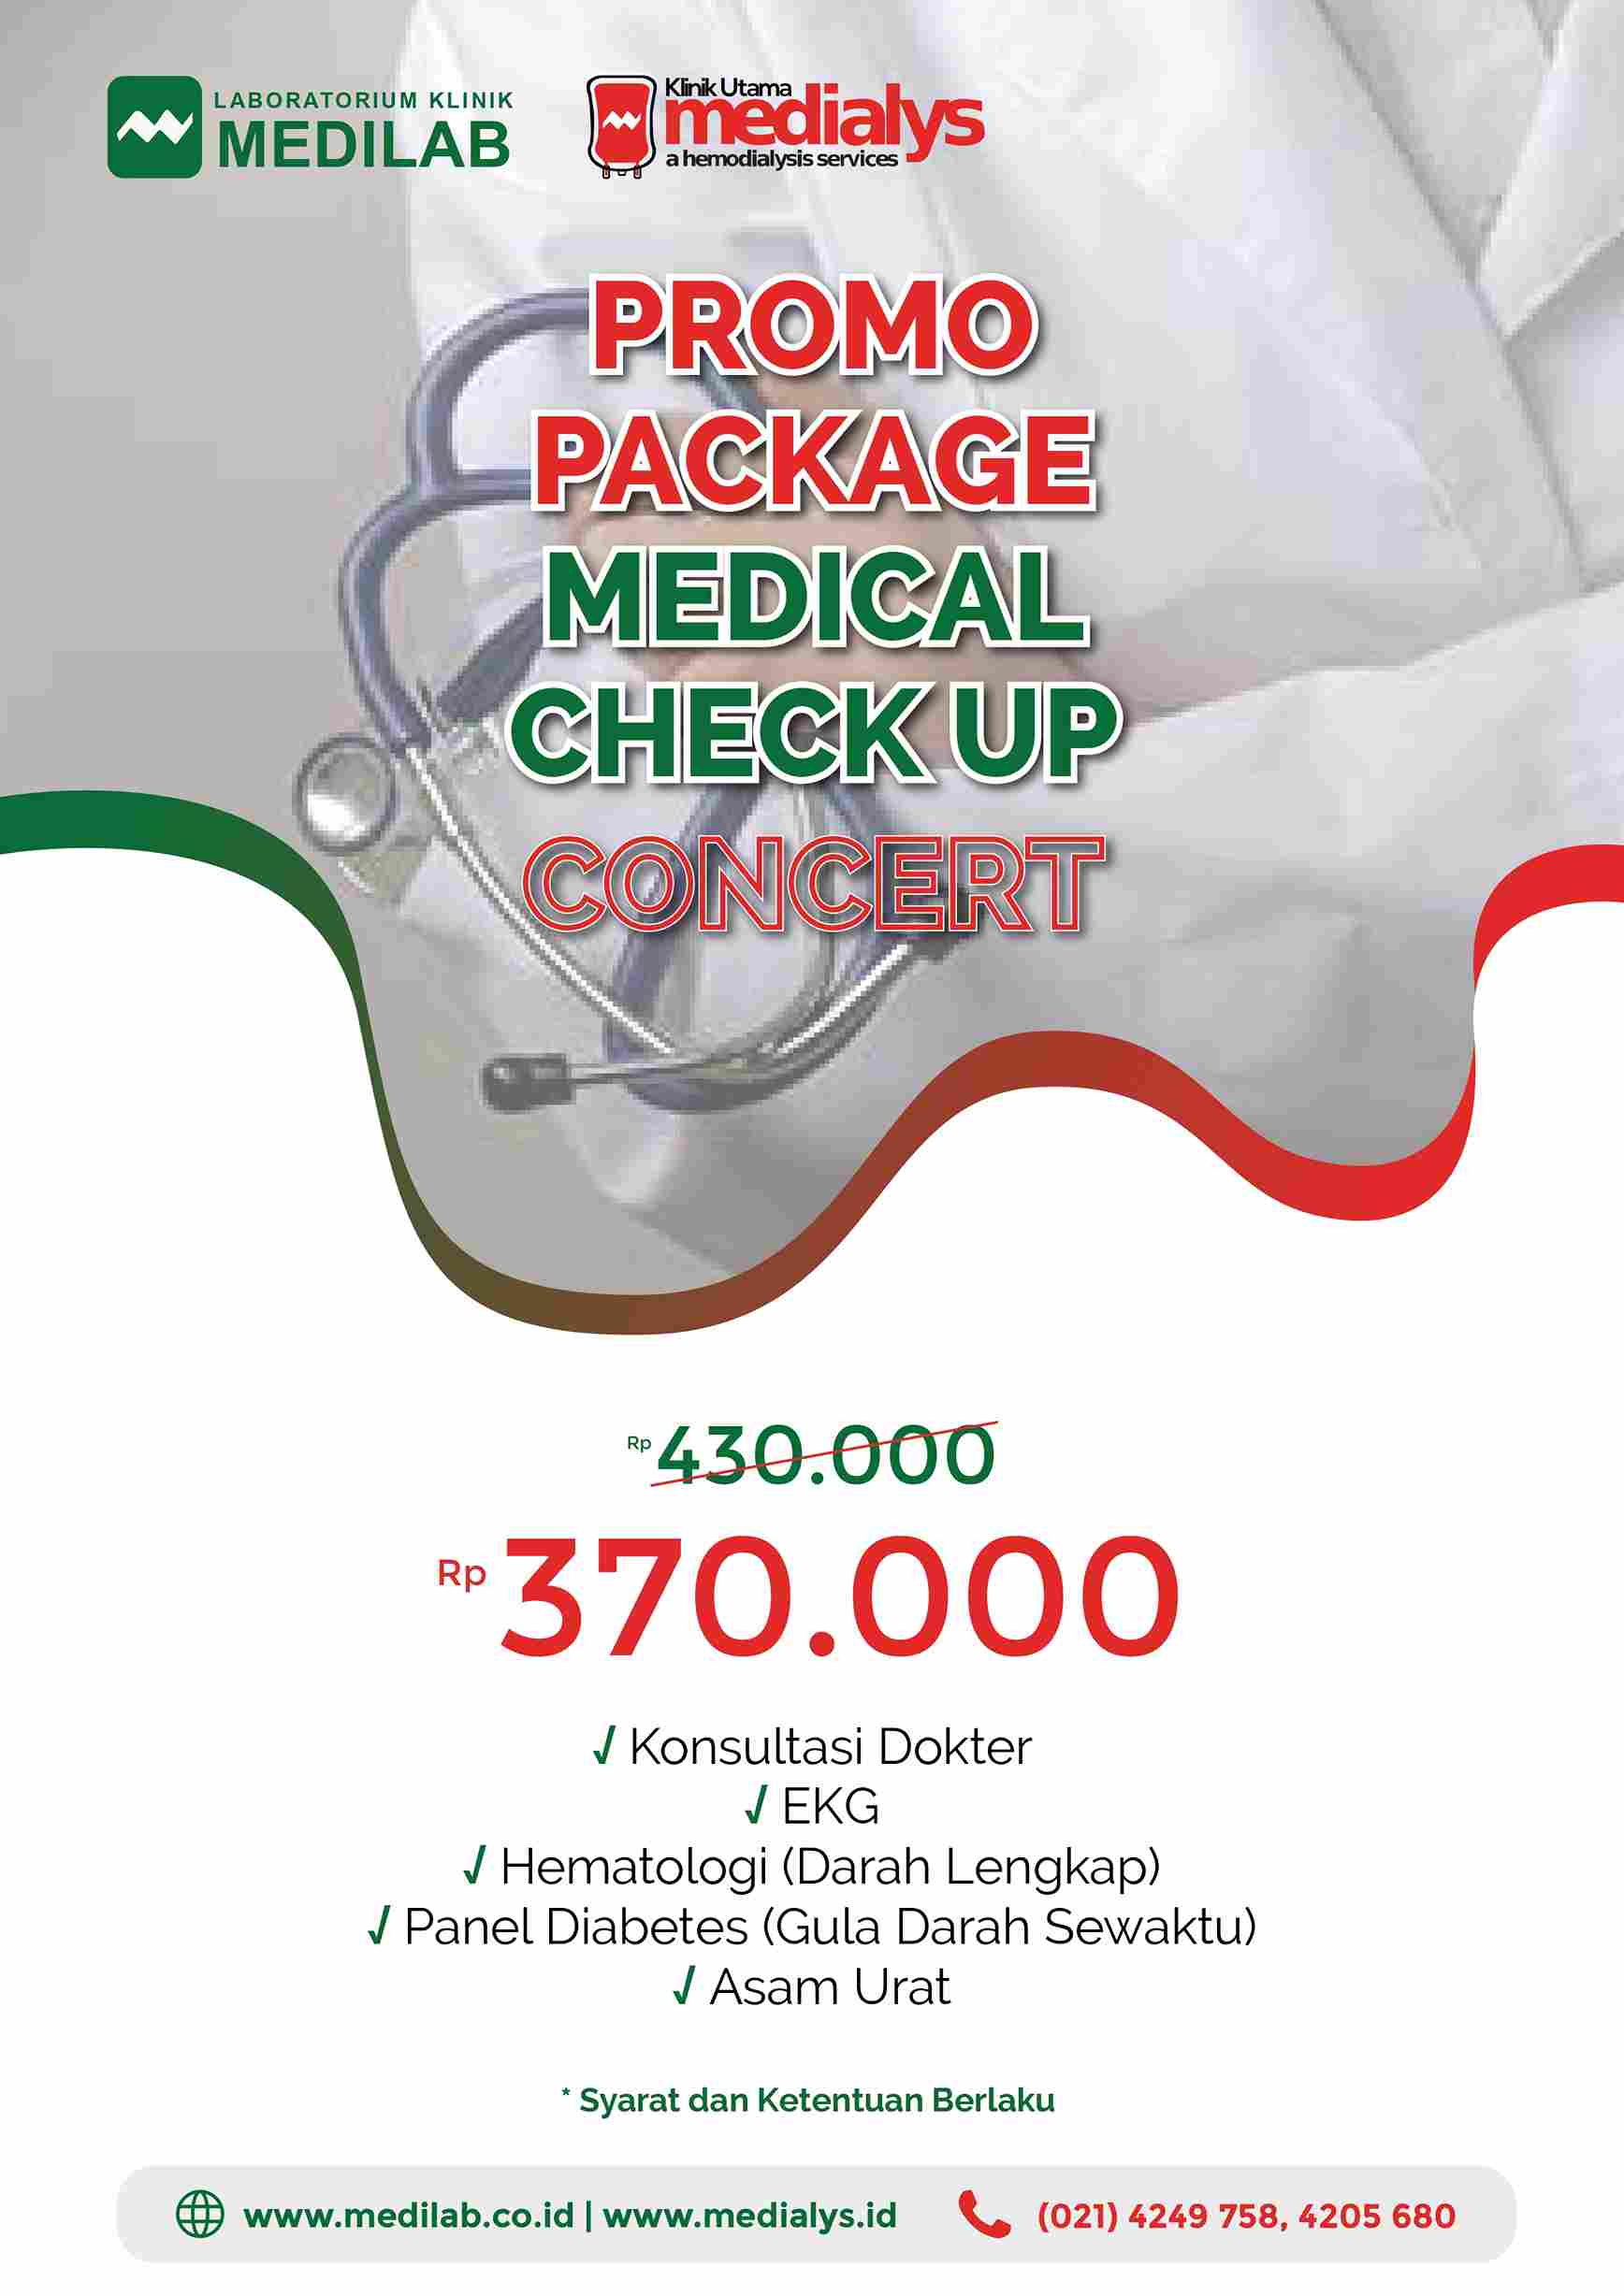 LABORATORIUM KLINIK
MEDILAB
Klinik Utama
medialys
a hemodialysis services
PROMO
PACKAGE
MEDICAL
CHECK UP
CONCERT
Rp 430.000
Rp 370.000
√ Konsultasi Dokter
√ EKG
√ Hematologi (Darah Lengkap)
√ Panel Diabetes (Gula Darah Sewaktu)
√ Asam Urat
* Syarat dan Ketentuan Berlaku
www.medilab.co.id | www.medialys.id
(021) 4249 758, 4205 680